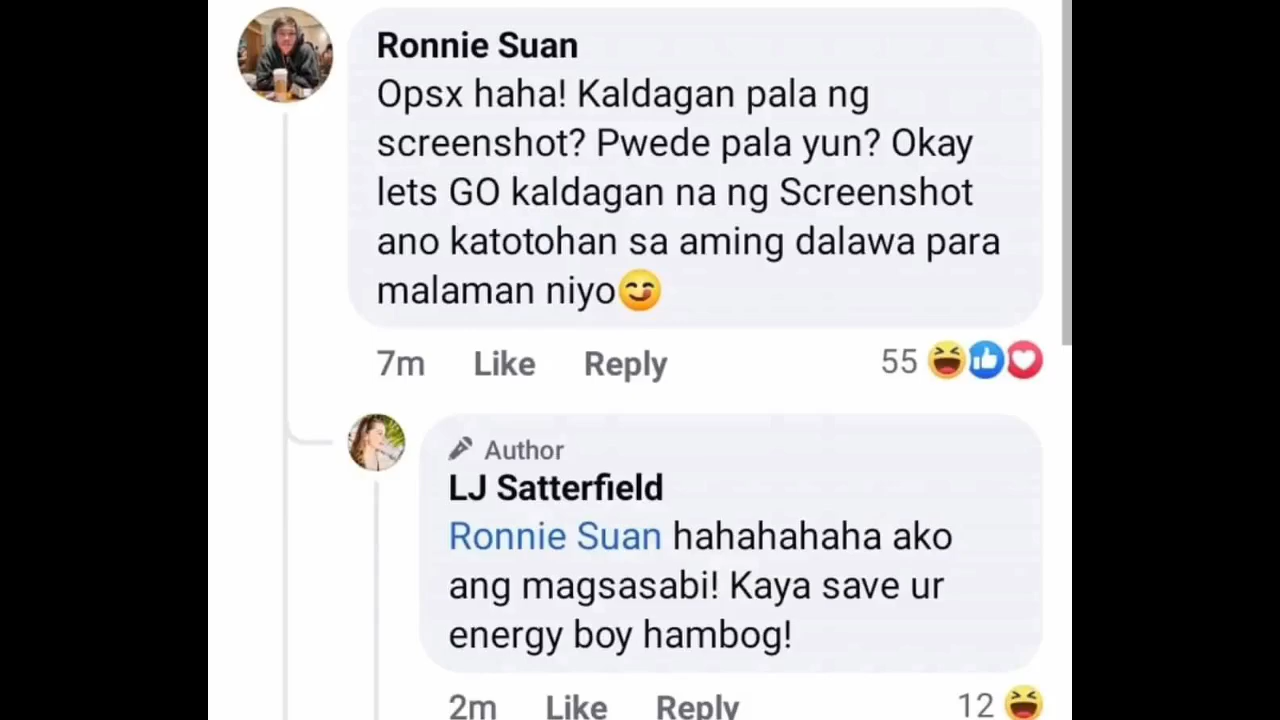 Ronnie Suan
Opsx haha! Kaldagan pala ng
screenshot? Pwede pala yun? Okay
lets GO kaldagan na ng Screenshot
ano katotohan sa aming dalawa para
malaman niyo😋
7m Like Reply 55
Author
LJ Satterfield
Ronnie Suan hahahahaha ako
ang magsasabi! Kaya save ur
energy boy hambog!
2m Like Reply 12